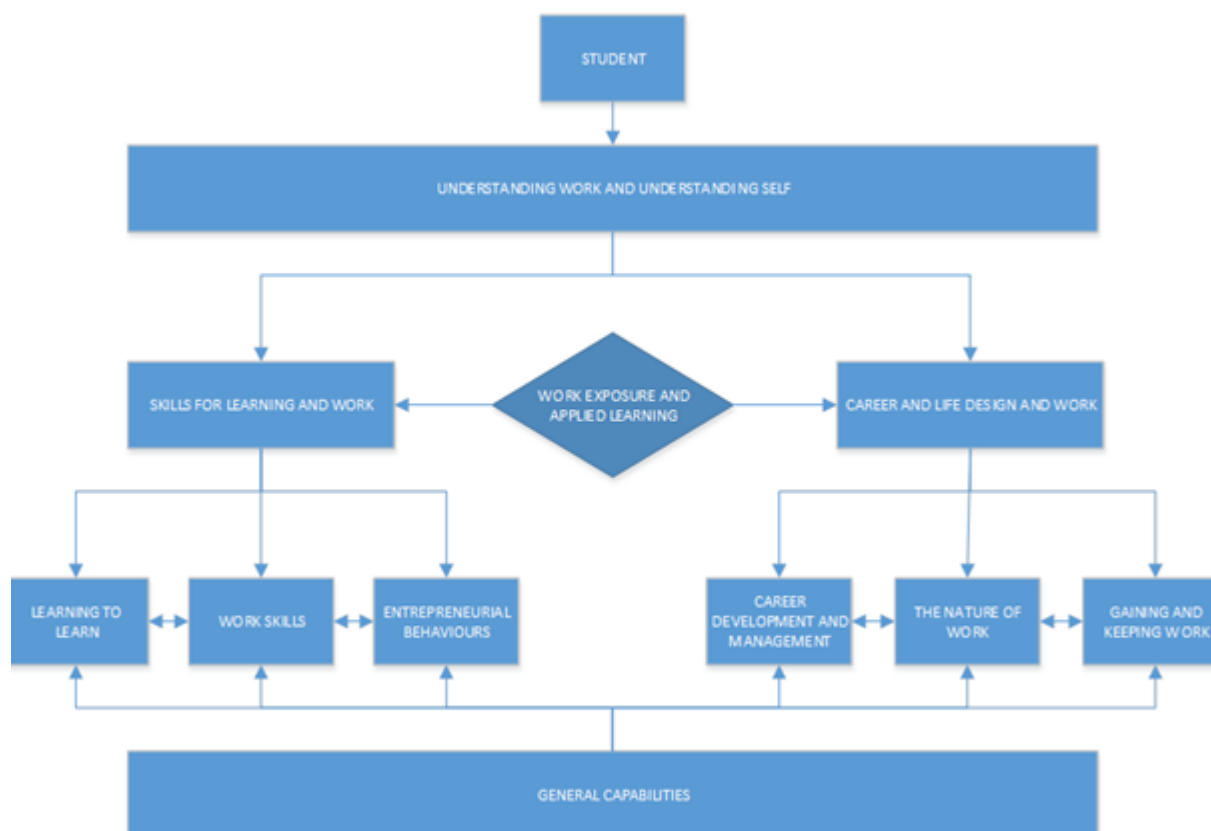 STUDENT
UNDERSTANDING WORK AND UNDERSTANDING SELF
SKILLS FOR LEARNING AND WORK
WORK EXPOSURE AND
APPLIED LEARNING
CAREER AND LIFE DESIGN AND WORK
LEARNING TO
LEARN
WORK SKILLS
ENTREPRENEURIAL
BEHAVIOURS
CAREER
DEVELOPMENT AND
MANAGEMENT
THE NATURE OF
WORK
GAINING AND
KEEPING WORK
GENERAL CAPABILITIES